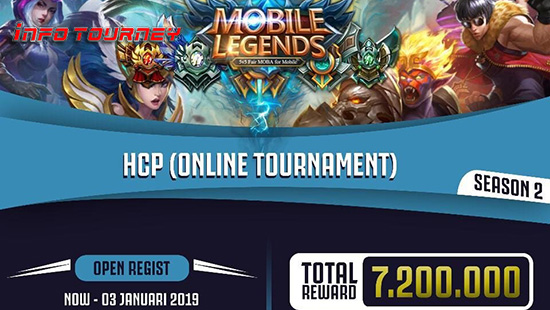 INFO TOURNEY
MOBILE
LEGENDS
5v5 Fair MOBA for Mobile
HCP (ONLINE TOURNAMENT)
SEASON 2
OPEN REGIST
NOW - 03 JANUARI 2019
TOTAL
REWARD
7.200.000